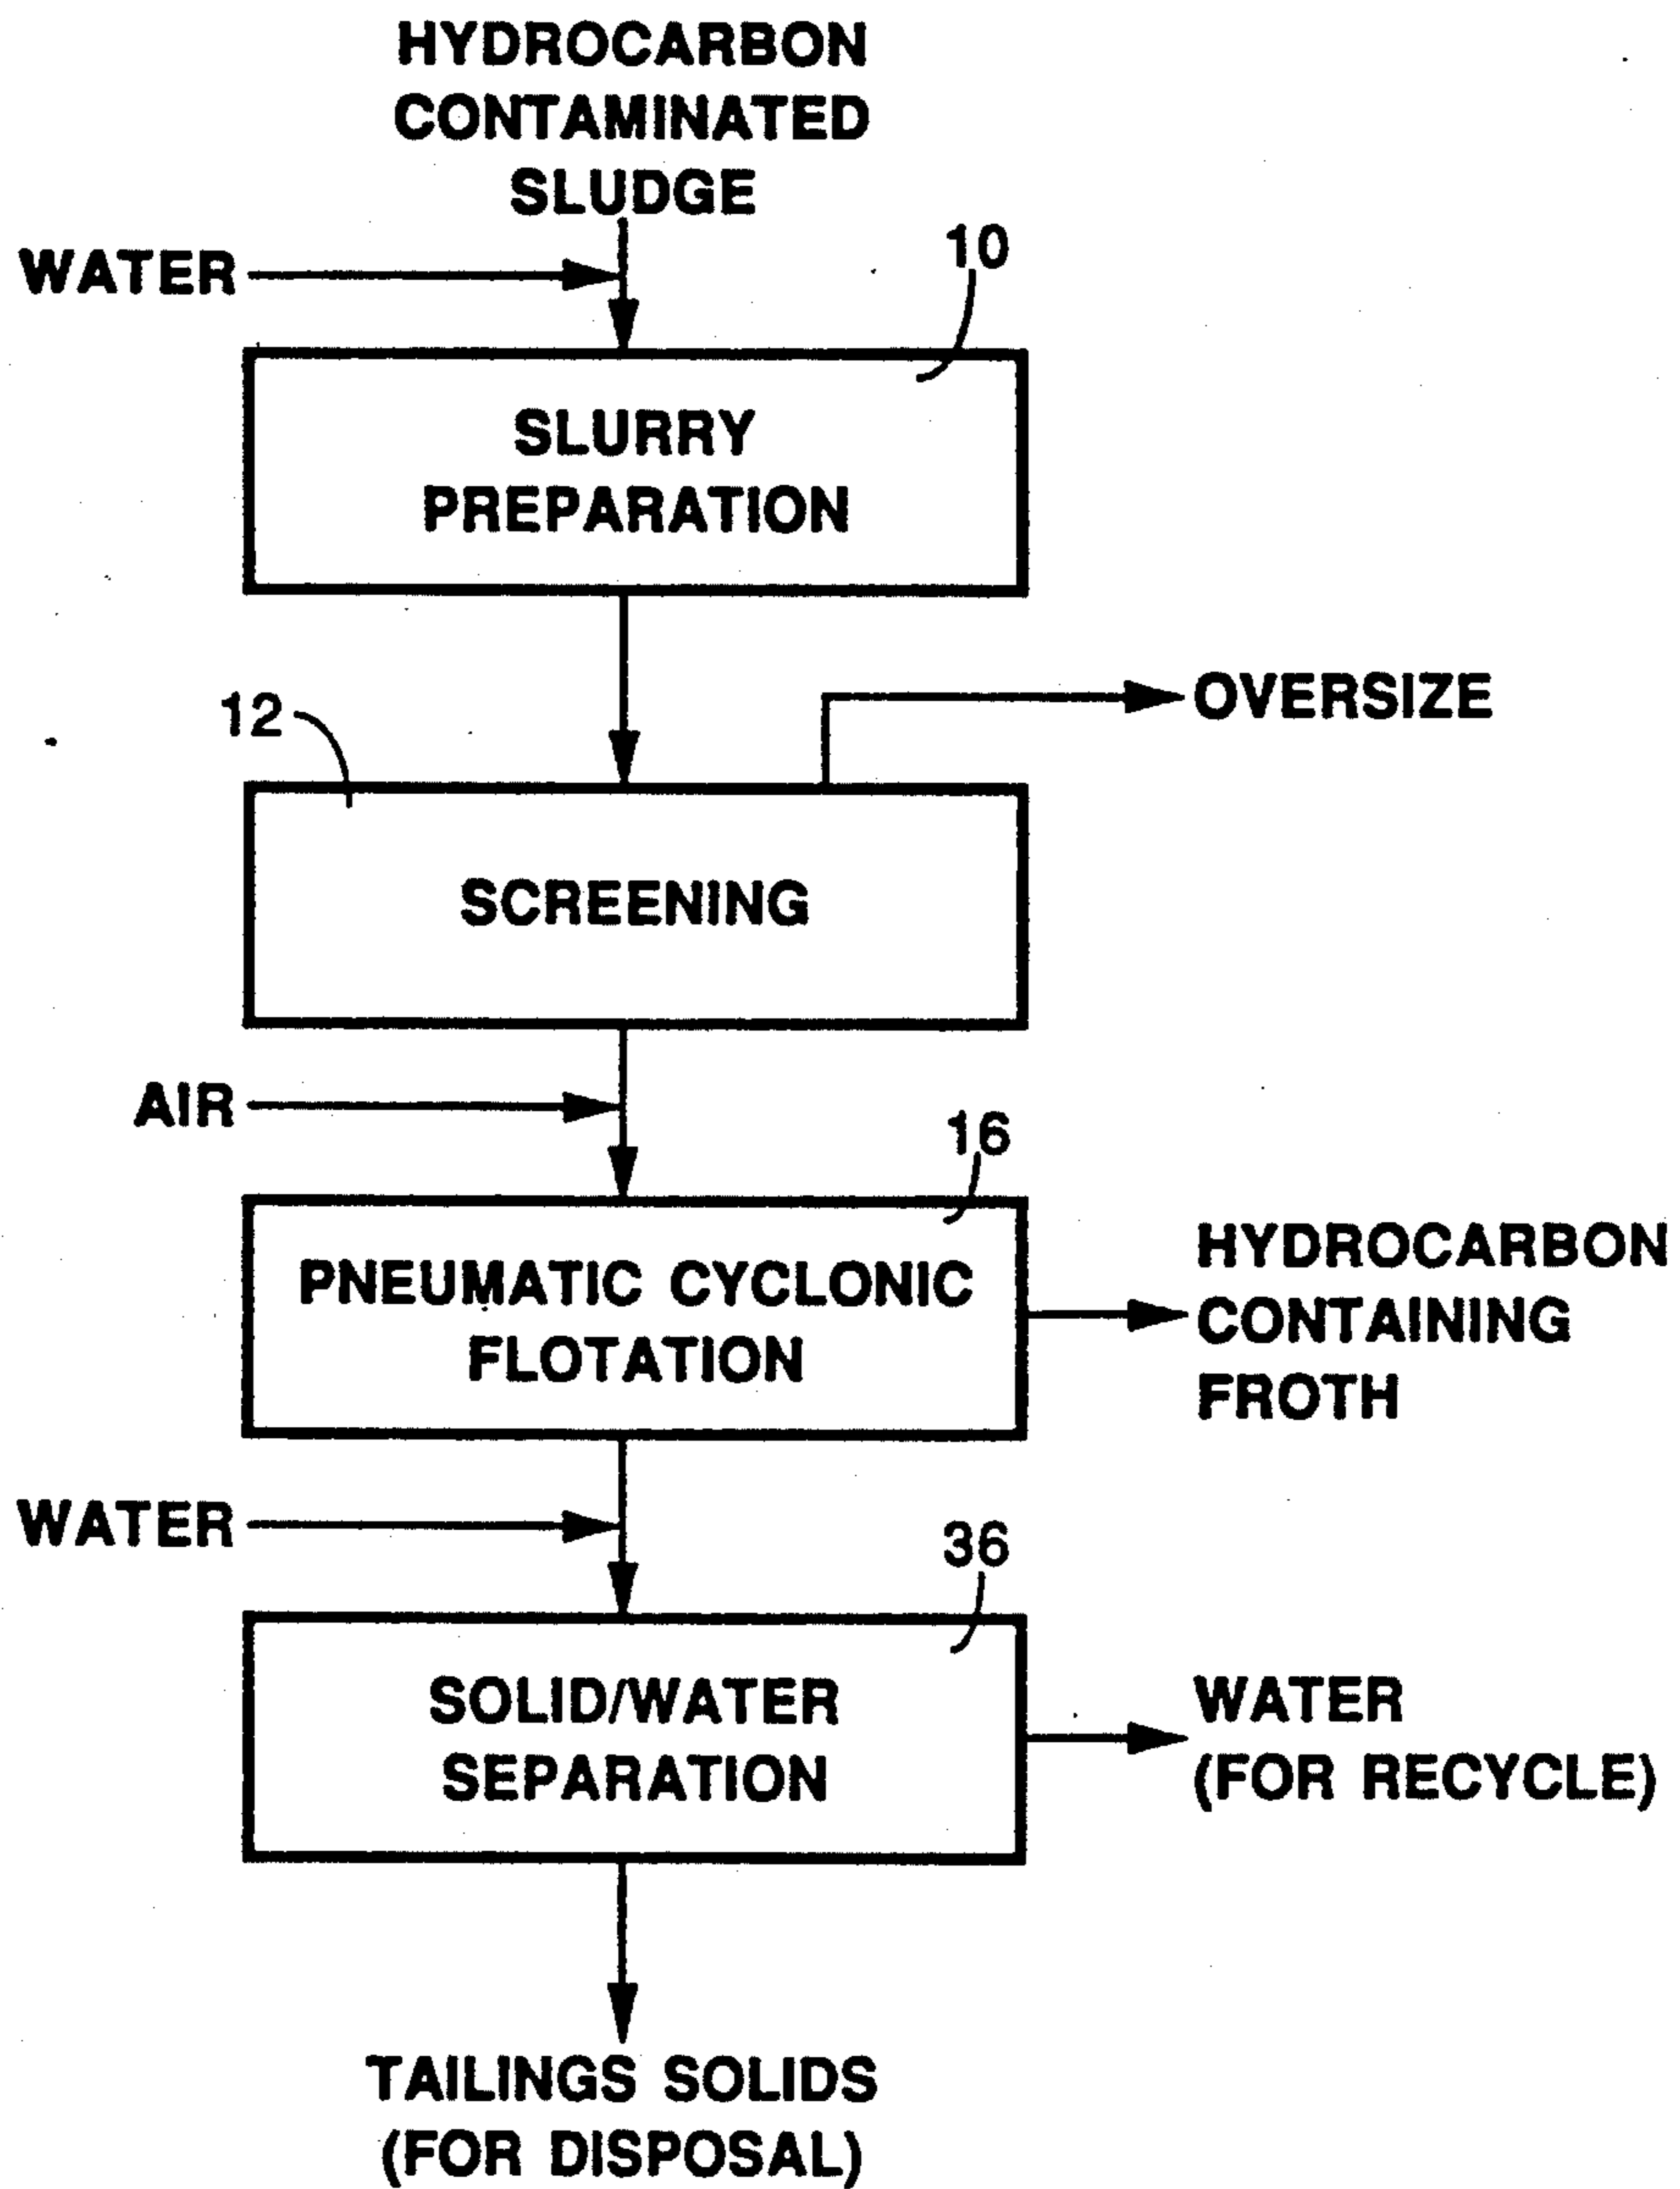 HYDROCARBON
CONTAMINATED
SLUDGE
WATER
10
SLURRY
PREPARATION
OVERSIZE
12
SCREENING
AIR
16
PNEUMATIC CYCLONIC
FLOTATION
HYDROCARBON
CONTAINING
FROTH
WATER
36
SOLID/WATER
SEPARATION
WATER
(FOR RECYCLE)
TAILINGS SOLIDS
(FOR DISPOSAL)